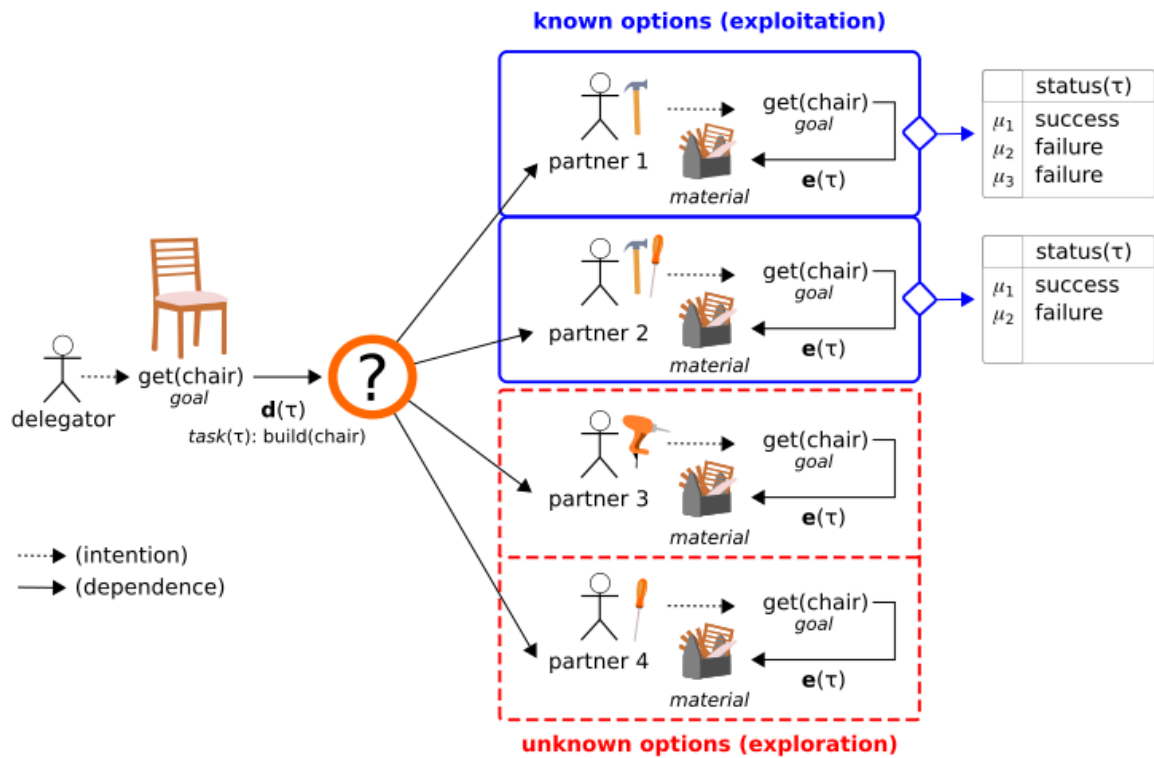 known options (exploitation)
get(chair)
goal
partner 1
material
e(τ)
status(τ)
μ1 success
μ2 failure
μ3 failure
get(chair)
goal
partner 2
material
e(τ)
status(τ)
μ1 success
μ2 failure
delegator
get(chair)
goal
d(τ)
task(τ): build(chair)
?
get(chair)
goal
partner 3
material
e(τ)
get(chair)
goal
partner 4
material
e(τ)
(intention)
(dependence)
unknown options (exploration)